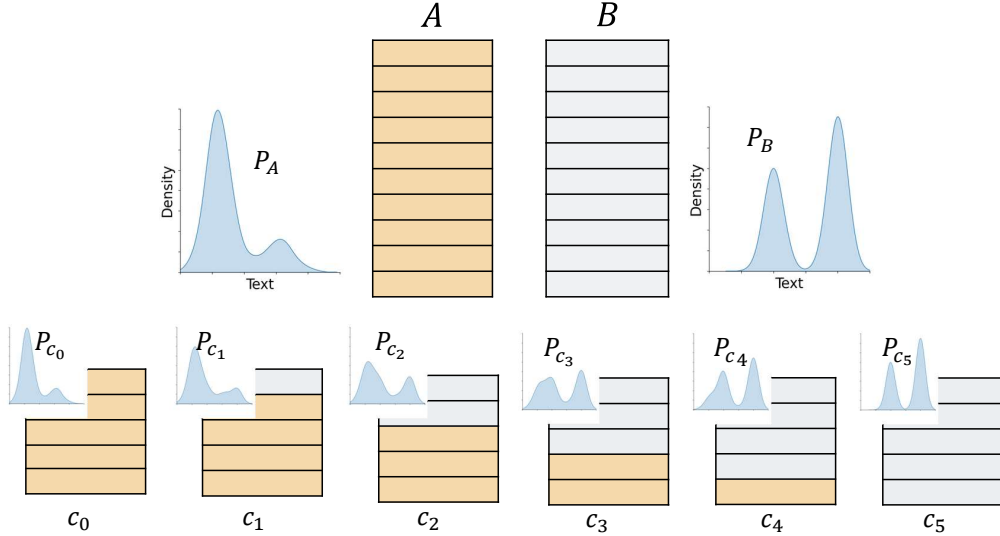 A
B
P_A
Density
Text
P_B
Density
Text
P_{c_0}
P_{c_1}
P_{c_2}
P_{c_3}
P_{c_4}
P_{c_5}
c_0
c_1
c_2
c_3
c_4
c_5